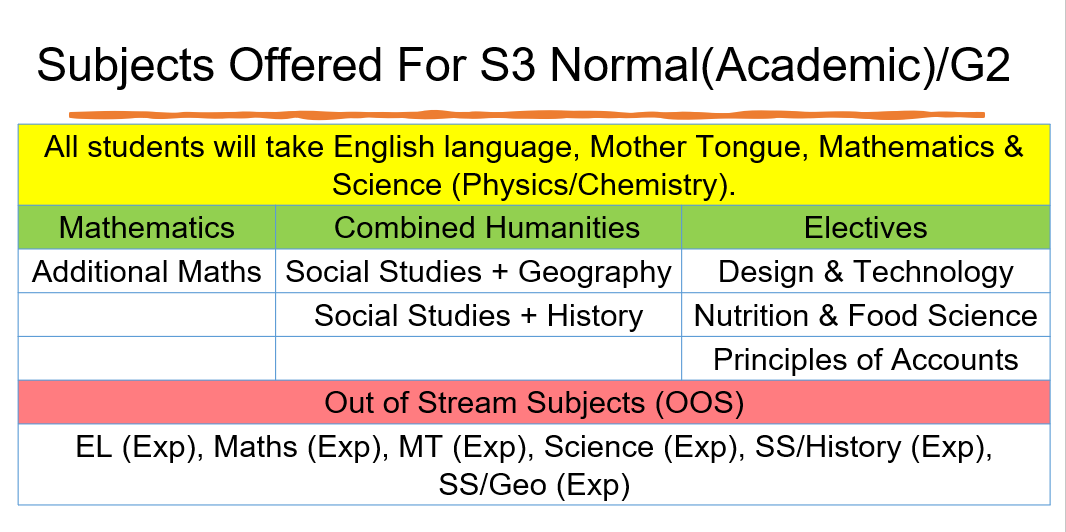 Subjects Offered For S3 Normal(Academic)/G2
All students will take English language, Mother Tongue, Mathematics &
Science (Physics/Chemistry).
Mathematics Combined Humanities Electives
Additional Maths Social Studies + Geography Design & Technology
Social Studies + History Nutrition & Food Science
Principles of Accounts
Out of Stream Subjects (OOS)
EL (Exp), Maths (Exp), MT (Exp), Science (Exp), SS/History (Exp),
SS/Geo (Exp)